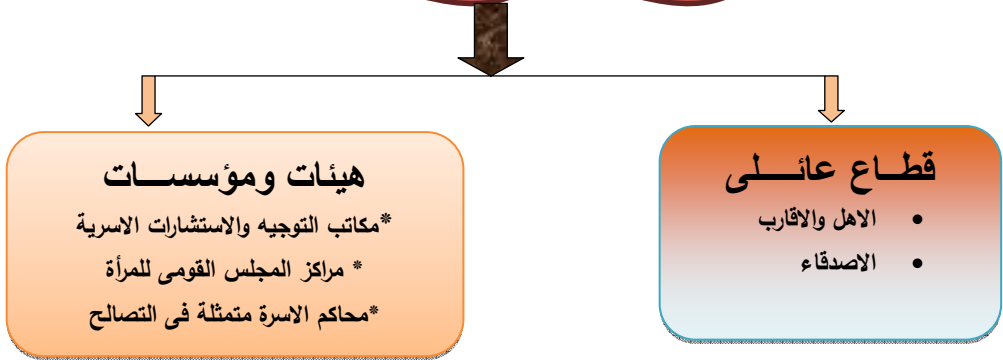 قطـــاع عائـــلى
• الاهل والاقارب
• الاصدقاء
هيئات ومؤسســـات
*مكاتب التوجيه والاستشارات الاسرية
* مراكز المجلس القومى للمرأة
*محاكم الاسرة متمثلة فى التصالح